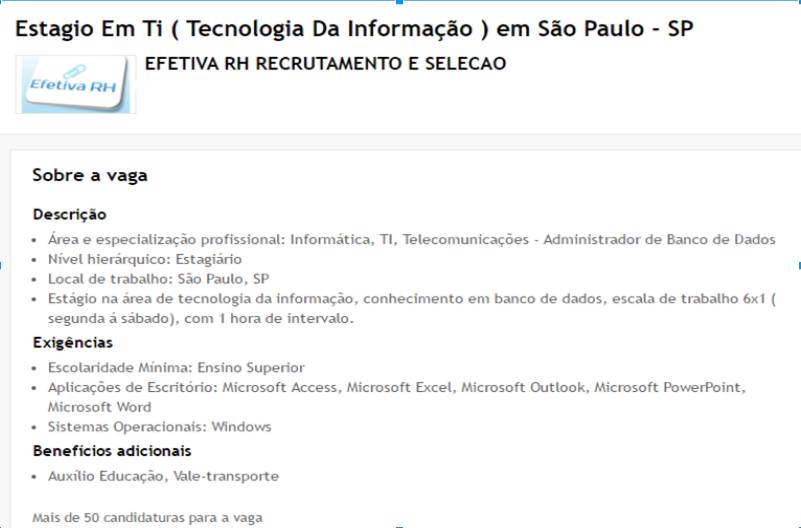 Estagio Em Ti ( Tecnologia Da Informação ) em São Paulo - SP
Efetiva RH
EFETIVA RH RECRUTAMENTO E SELECAO
Sobre a vaga
Descrição
• Área e especialização profissional: Informática, TI, Telecomunicações - Administrador de Banco de Dados
• Nível hierárquico: Estagiário
• Local de trabalho: São Paulo, SP
• Estágio na área de tecnologia da informação, conhecimento em banco de dados, escala de trabalho 6x1 (
segunda á sábado), com 1 hora de intervalo.
Exigências
• Escolaridade Mínima: Ensino Superior
• Aplicações de Escritório: Microsoft Access, Microsoft Excel, Microsoft Outlook, Microsoft PowerPoint,
Microsoft Word
• Sistemas Operacionais: Windows
Benefícios adicionais
• Auxílio Educação, Vale-transporte
Mais de 50 candidaturas para a vaga